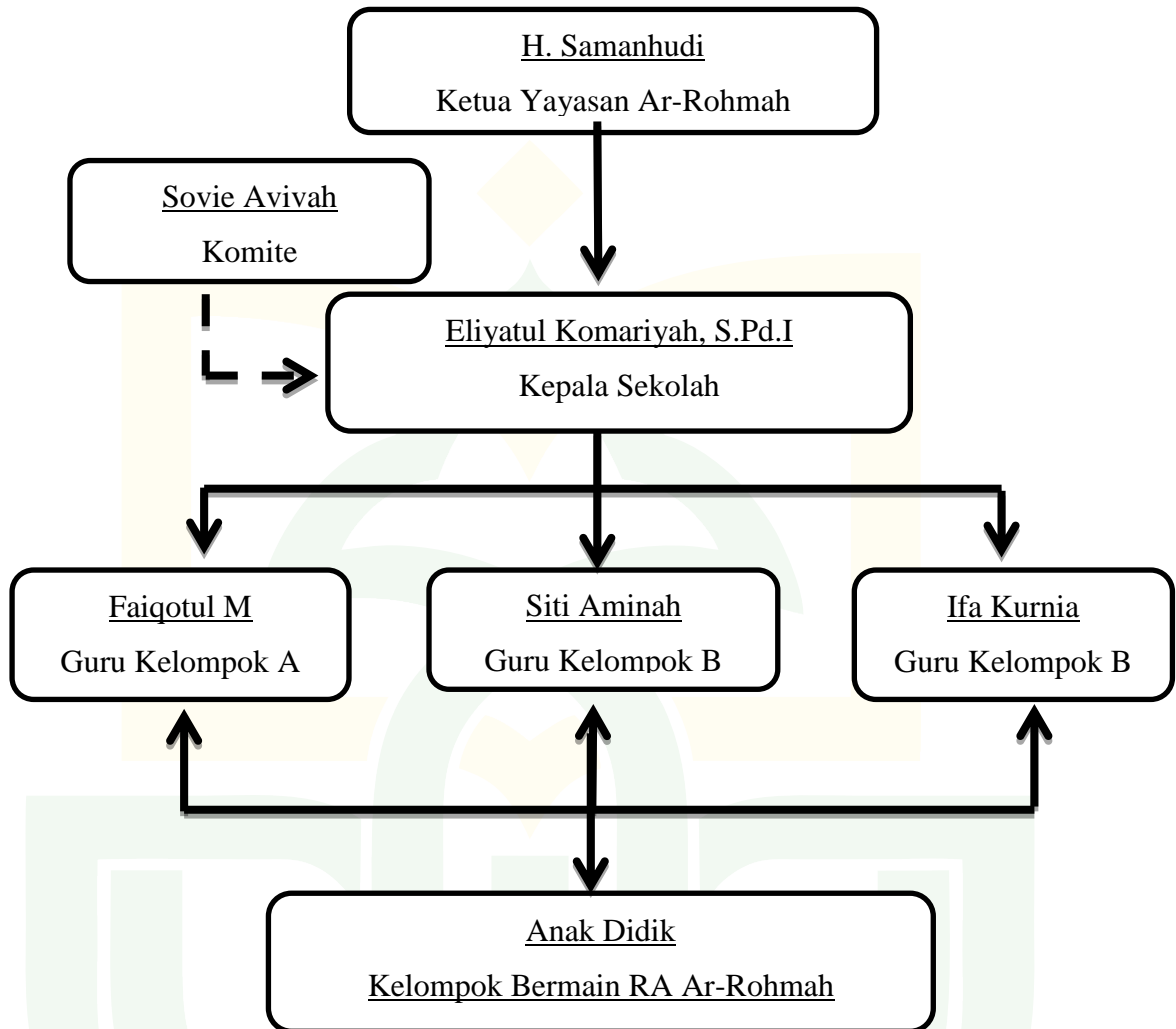 H. Samanhudi
Ketua Yayasan Ar-Rohmah
Sovie Avivah
Komite
Eliyatul Komariyah, S.Pd.I
Kepala Sekolah
Faiqotul M
Guru Kelompok A
Siti Aminah
Guru Kelompok B
Ifa Kurnia
Guru Kelompok B
Anak Didik
Kelompok Bermain RA Ar-Rohmah